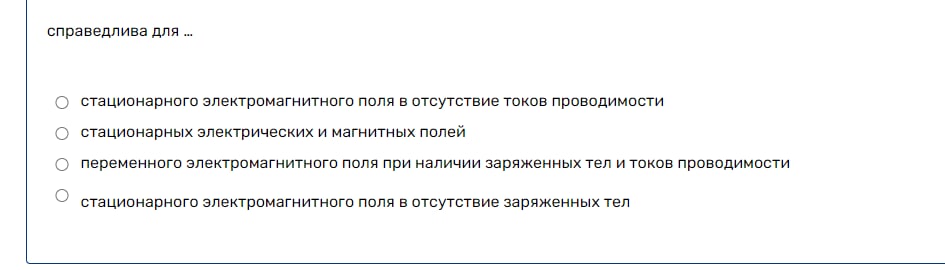 справедлива для ...
стационарного электромагнитного поля в отсутствие токов проводимости
стационарных электрических и магнитных полей
переменного электромагнитного поля при наличии заряженных тел и токов проводимости
стационарного электромагнитного поля в отсутствие заряженных тел